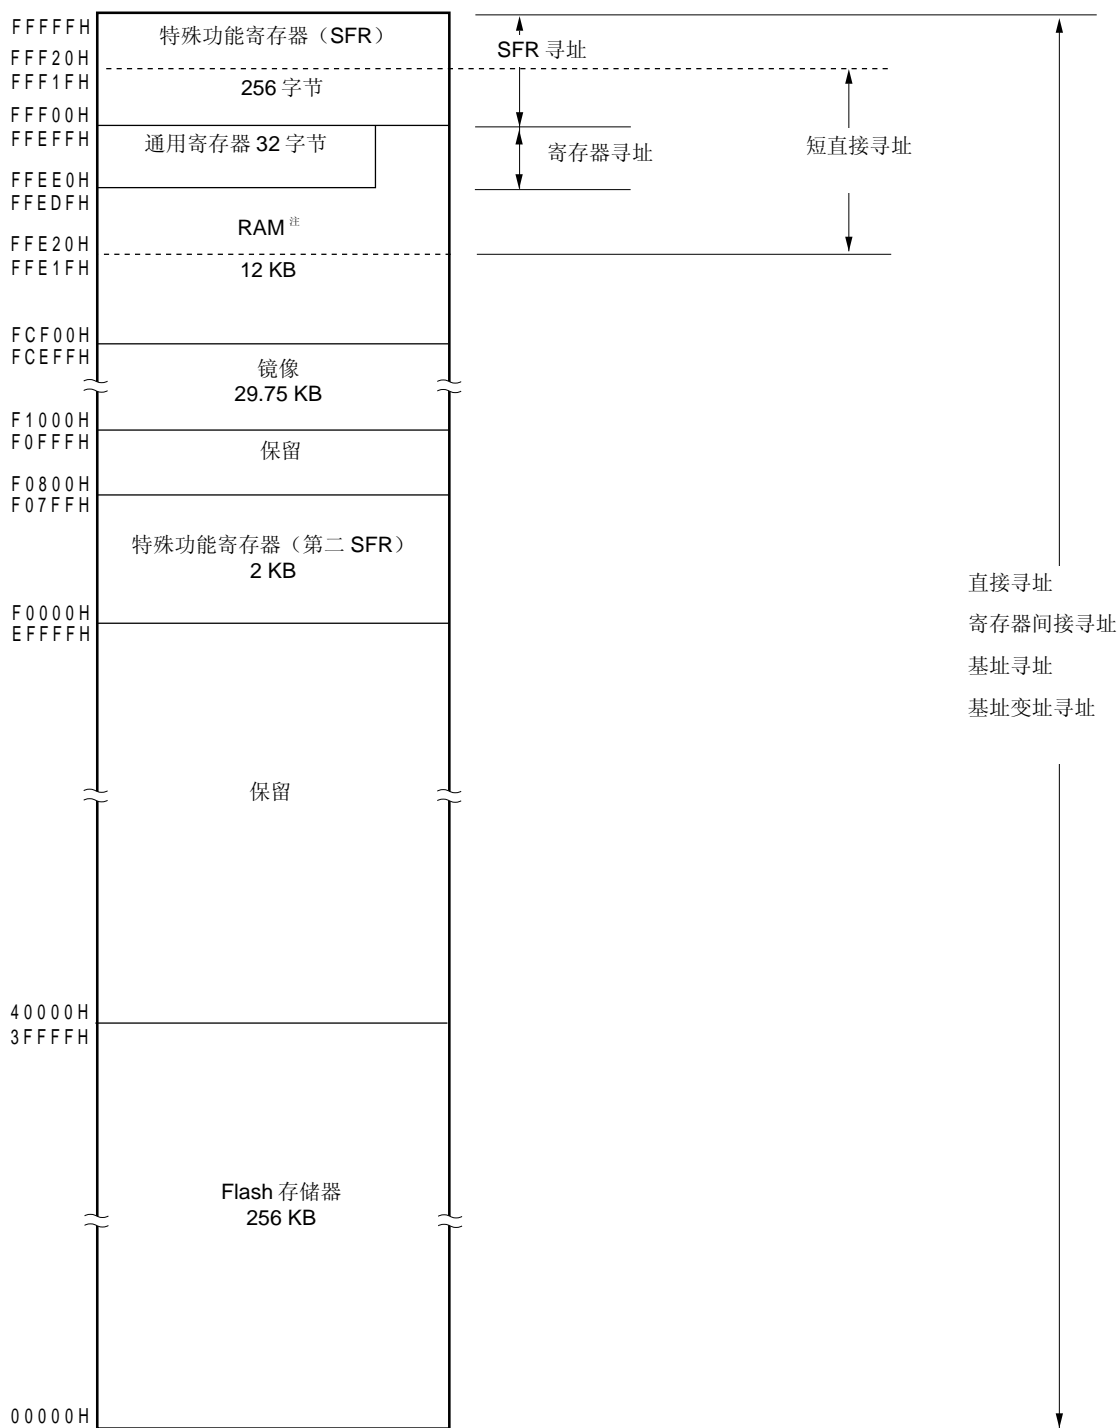 FFFFFH
特殊功能寄存器（SFR）
SFR 寻址
FFF20H
FFF1FH
256 字节
FFF00H
FFEFFH
通用寄存器 32 字节
寄存器寻址
短直接寻址
FFEE0H
FFEDFH
RAM 注
FFE20H
FFE1FH
12 KB
FCF00H
FCEFFH
镜像
29.75 KB
F1000H
F0FFFH
保留
F0800H
F07FFH
特殊功能寄存器（第二 SFR）
2 KB
直接寻址
F0000H
EFFFFH
寄存器间接寻址
基址寻址
基址变址寻址
保留
40000H
3FFFFH
Flash 存储器
256 KB
00000H